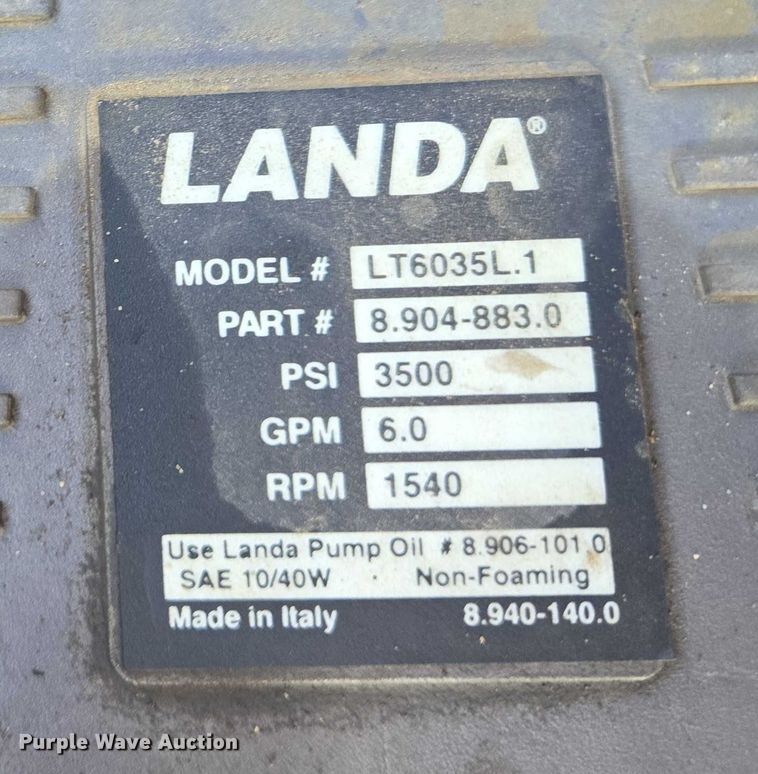 LANDA®
MODEL # LT6035L.1
PART # 8.904-883.0
PSI 3500
GPM 6.0
RPM 1540
Use Landa Pump Oil # 8.906-101.0
SAE 10/40W · Non-Foaming
Made in Italy 8.940-140.0
Purple Wave Auction